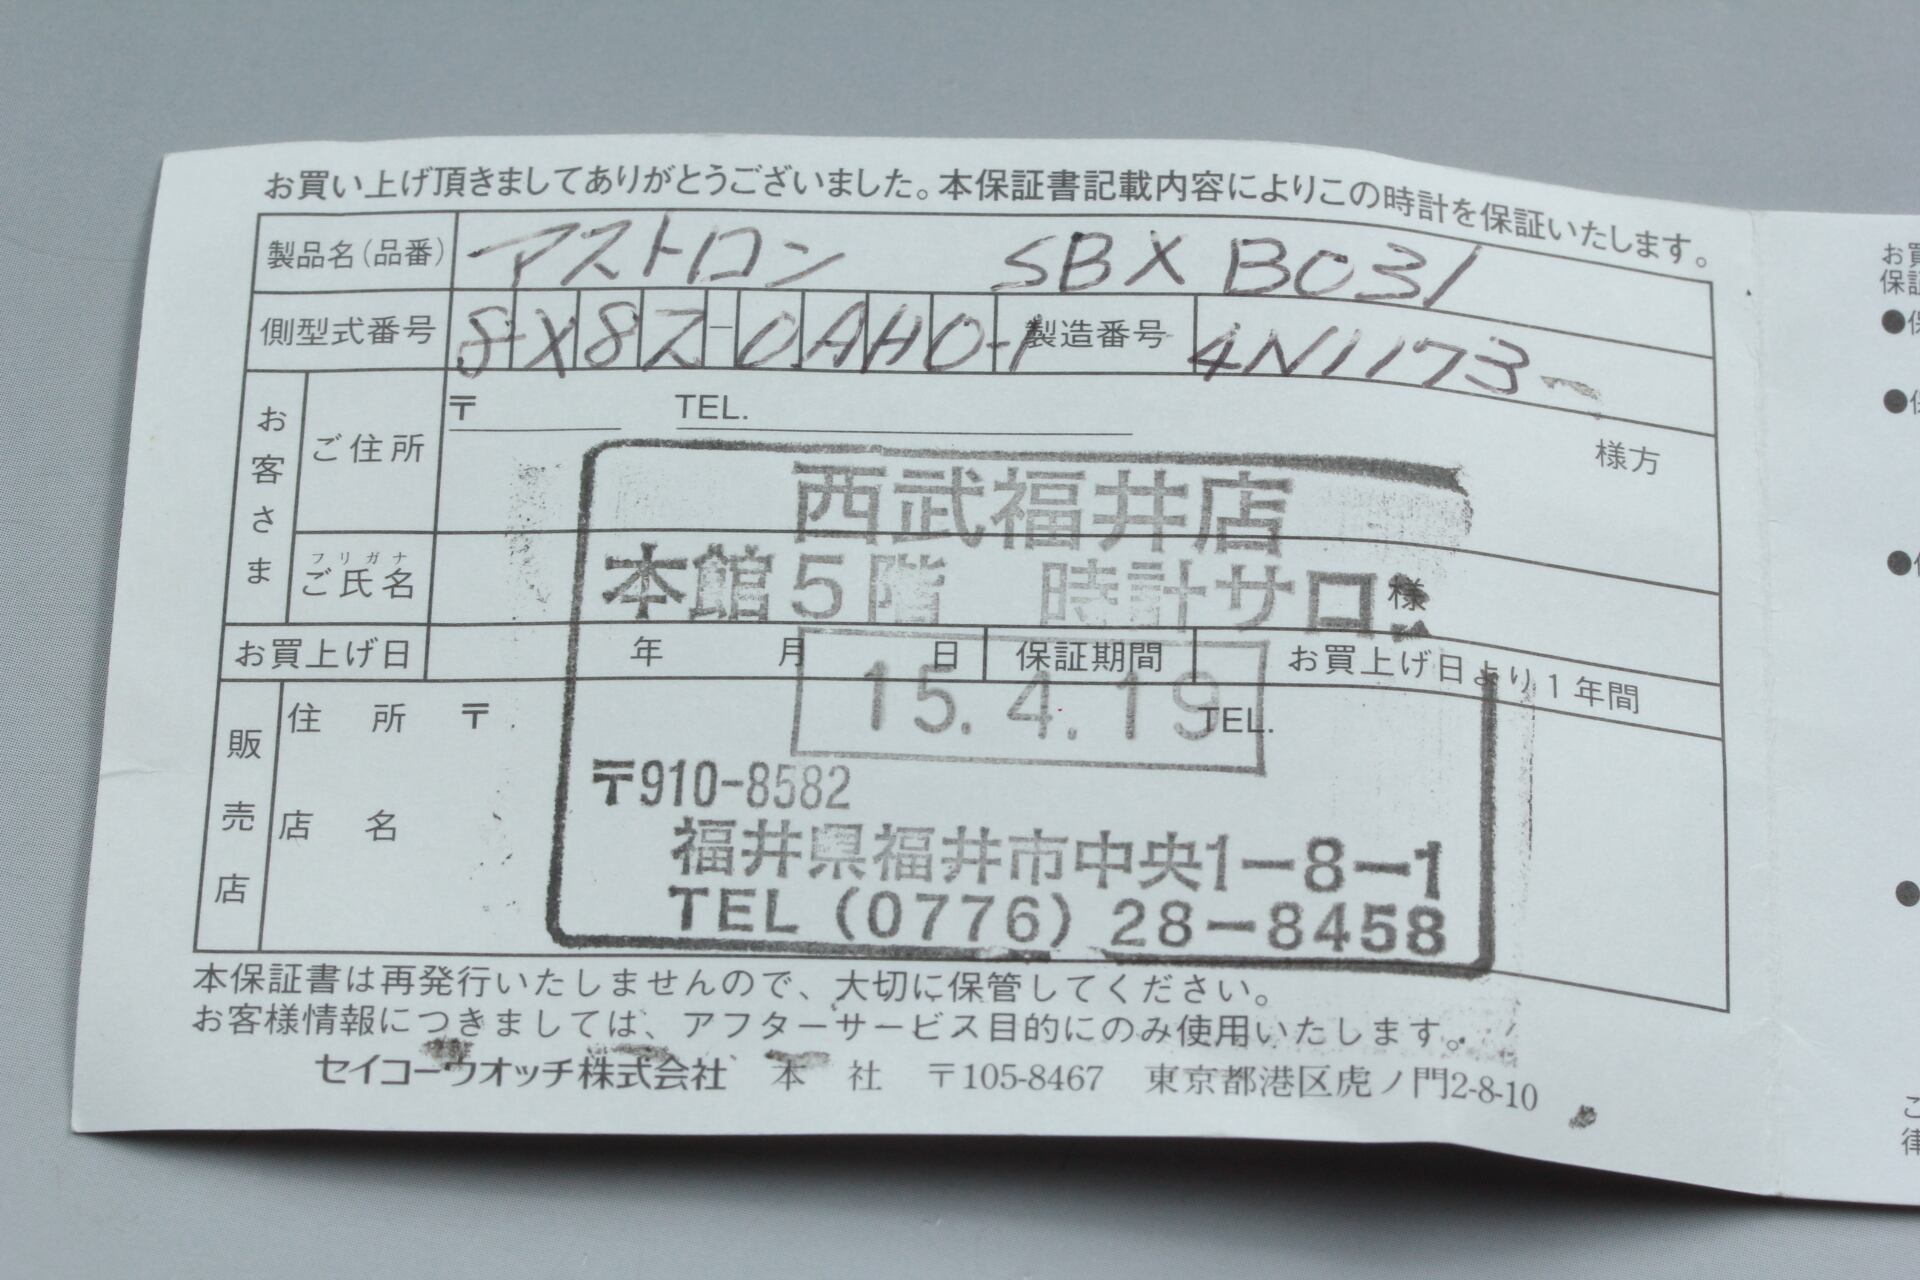 お買い上げ頂きましてありがとうございました。本保証書記載内容によりこの時計を保証いたします。
製品名(品番) アストロン SBXB031
側型式番号 8X82-0AH0-1 製造番号 4N1173-
お客さま
ご住所 〒 TEL.
様方
フリガナ
ご氏名 様
お買上げ日 年 月 日 保証期間 お買上げ日より1年間
販売店
住所 〒 TEL.
店名
西武福井店
本館5階 時計サロン
15.4.19
〒910-8582
福井県福井市中央1-8-1
TEL (0776) 28-8458
本保証書は再発行いたしませんので、大切に保管してください。
お客様情報につきましては、アフターサービス目的にのみ使用いたします。
セイコーウオッチ株式会社 本 社 〒105-8467 東京都港区虎ノ門2-8-10
お買
保証